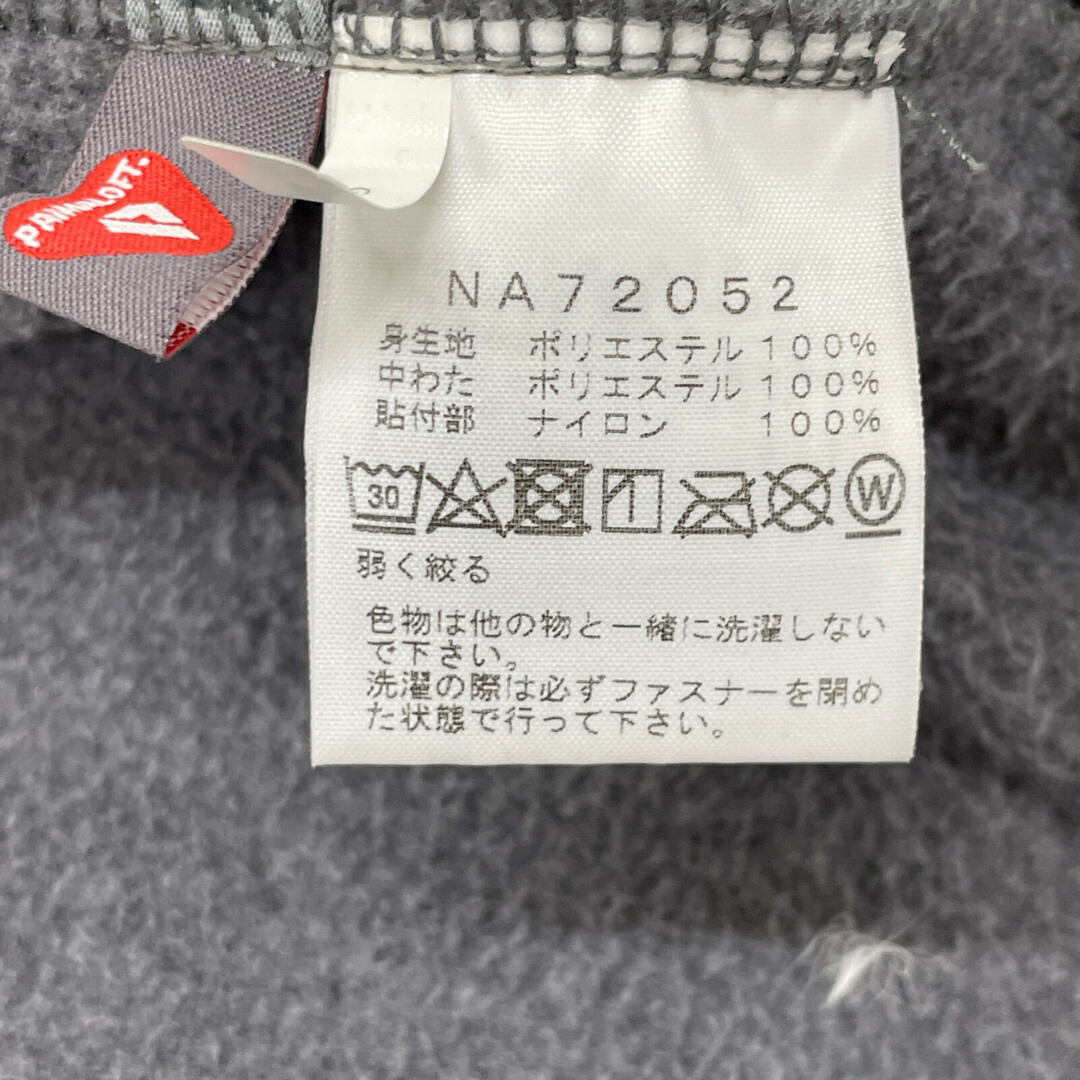 PRIMALOFT.
NA72052
身生地 ポリエステル 100%
中わた ポリエステル 100%
貼付部 ナイロン 100%
30
W
弱く絞る
色物は他の物と一緒に洗濯しない
で下さい。
洗濯の際は必ずファスナーを閉め
た状態で行って下さい。